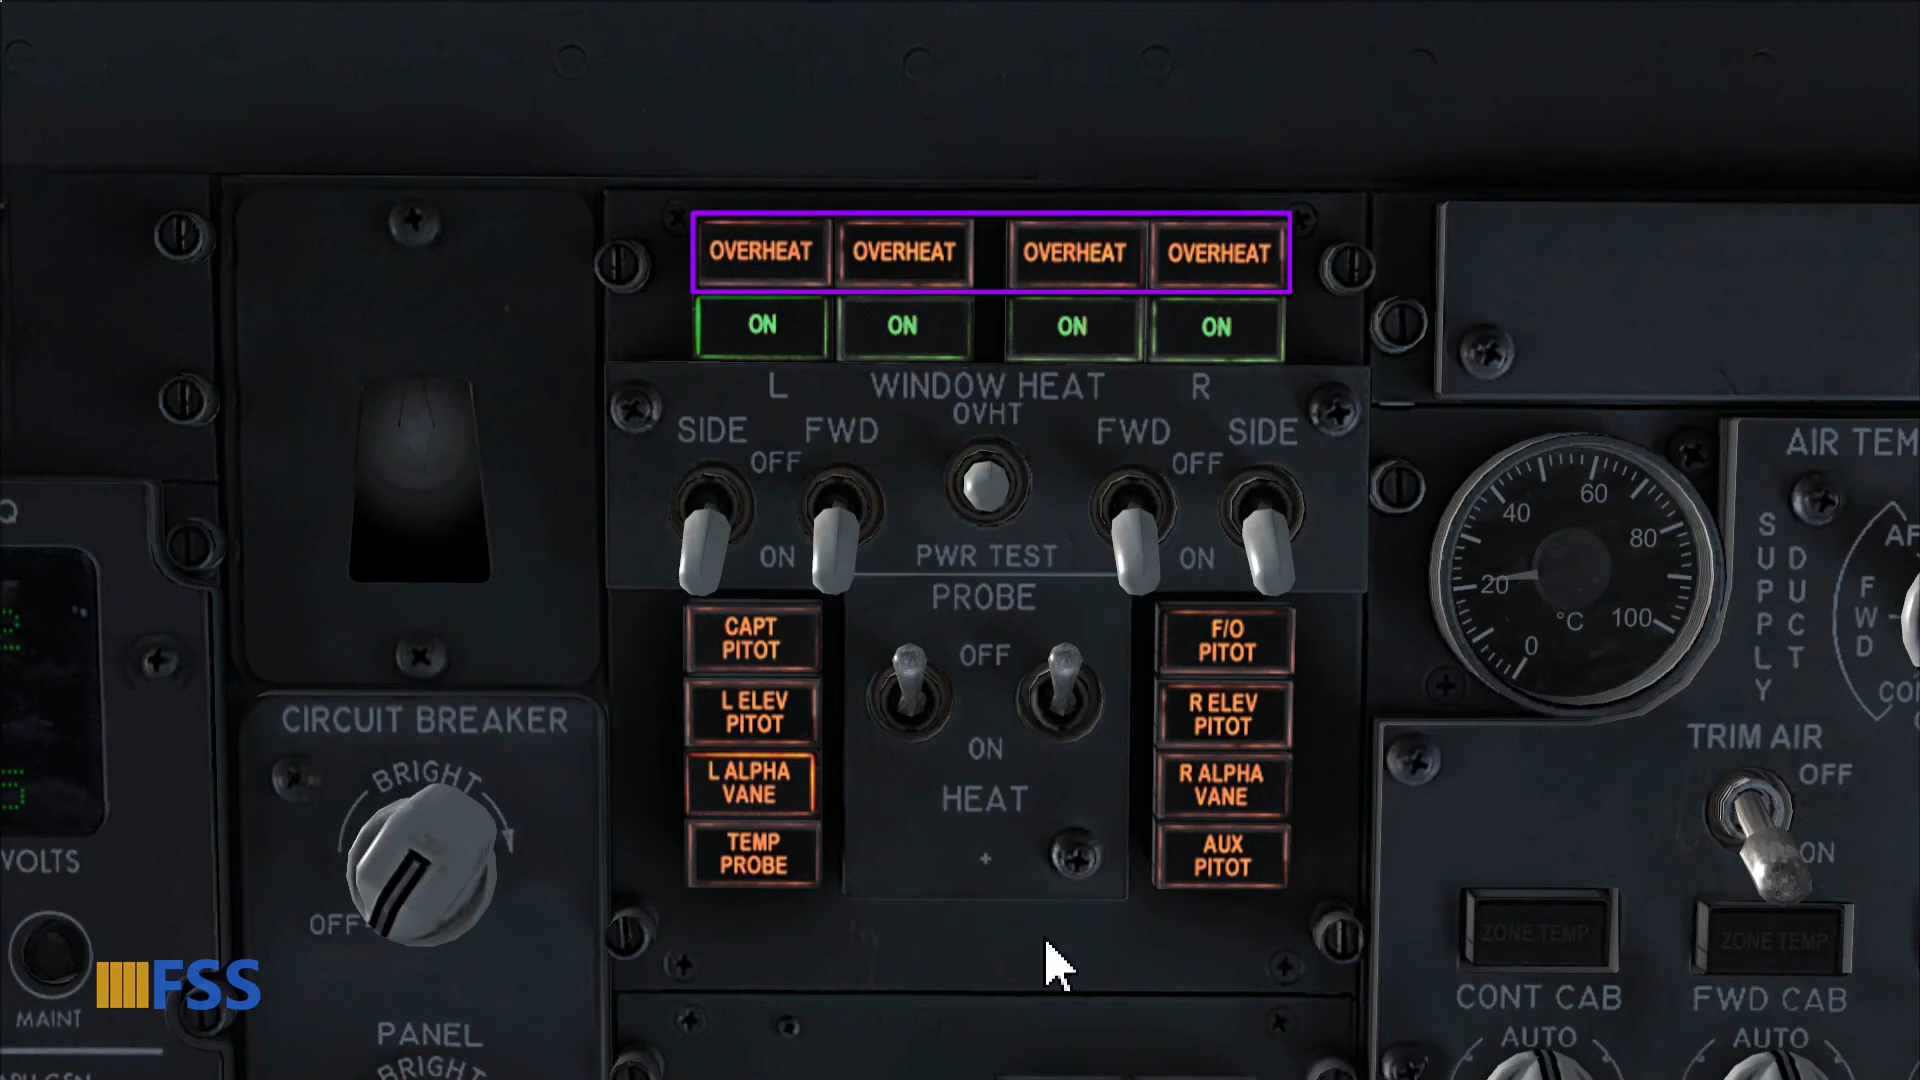 OVERHEAT OVERHEAT OVERHEAT OVERHEAT
ON ON ON ON
L WINDOW HEAT R
OVHT
SIDE FWD FWD SIDE
OFF OFF
ON PWR TEST ON
PROBE
OFF
ON
HEAT
+
CAPT
PITOT
L ELEV
PITOT
L ALPHA
VANE
TEMP
PROBE
F/O
PITOT
R ELEV
PITOT
R ALPHA
VANE
AUX
PITOT
CIRCUIT BREAKER
BRIGHT
OFF
PANEL
BRIGHT
VOLTS
MAINT
FSS
0 20 40 60 80 100
°C
AIR TEM
SUPPLY
DUCT
AF
FWD
CO
TRIM AIR
OFF
ON
ZONE TEMP ZONE TEMP
CONT CAB FWD CAB
AUTO AUTO